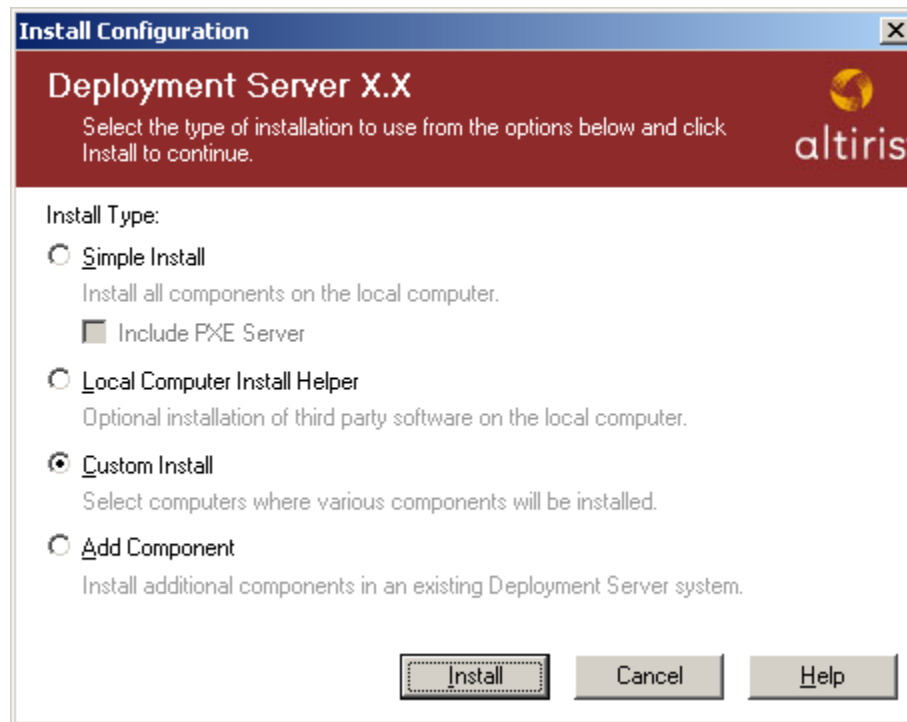 Install Configuration
Deployment Server X.X
Select the type of installation to use from the options below and click
Install to continue.
altiris
Install Type:
Simple Install
Install all components on the local computer.
Include PXE Server
Local Computer Install Helper
Optional installation of third party software on the local computer.
Custom Install
Select computers where various components will be installed.
Add Component
Install additional components in an existing Deployment Server system.
Install Cancel Help